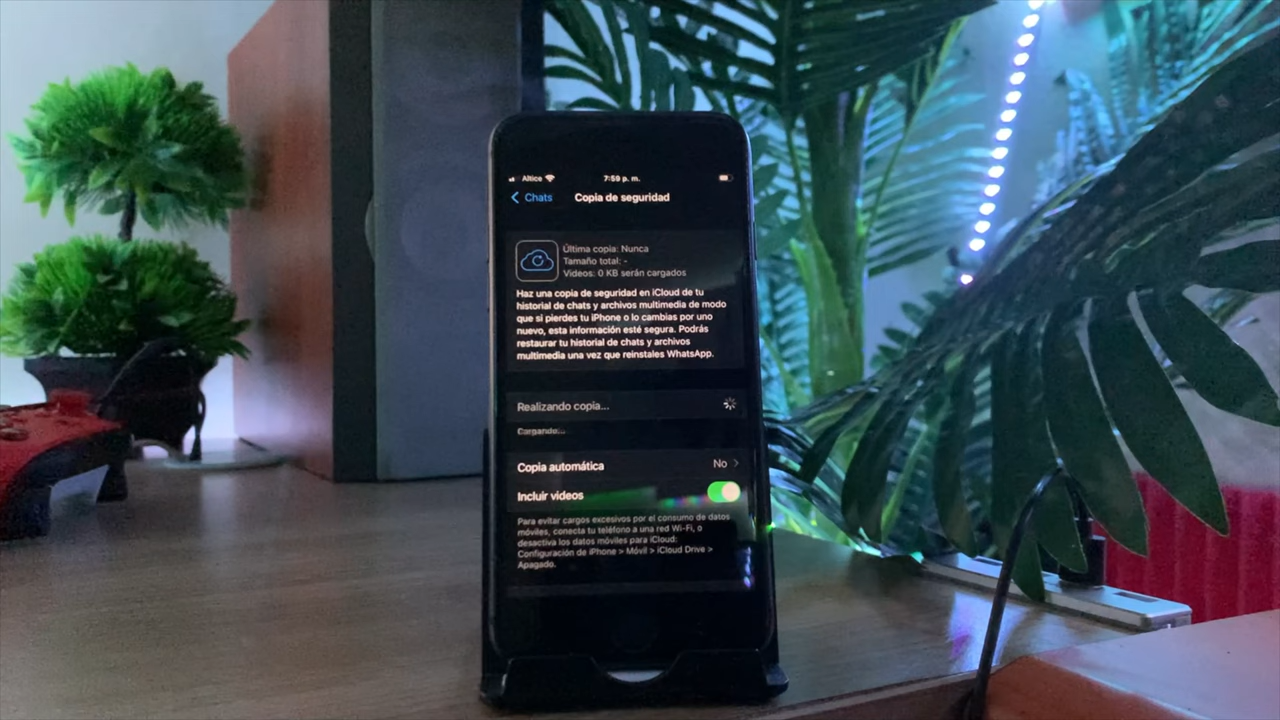 Altice 7:59 p. m.
Chats Copia de seguridad
Última copia: Nunca
Tamaño total: -
Videos: 0 KB serán cargados
Haz una copia de seguridad en iCloud de tu
historial de chats y archivos multimedia de modo
que si pierdes tu iPhone o lo cambias por uno
nuevo, esta información esté segura. Podrás
restaurar tu historial de chats y archivos
multimedia una vez que reinstales WhatsApp.
Realizando copia...
Cargando...
Copia automática No
Incluir videos
Para evitar cargos excesivos por el consumo de datos
móviles, conecta tu teléfono a una red Wi-Fi, o
desactiva los datos móviles para iCloud:
Configuración de iPhone > Móvil > iCloud Drive >
Apagado.